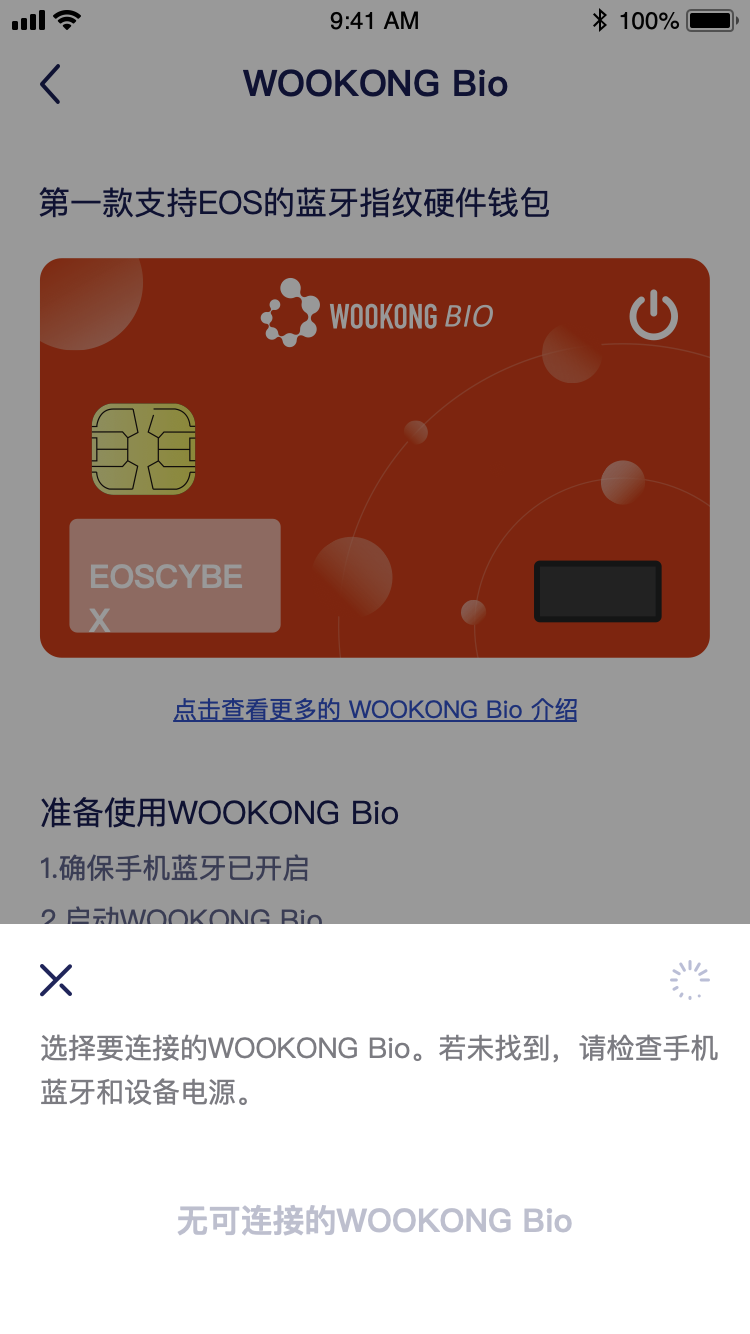 9:41 AM
100%
WOOKONG Bio
第一款支持EOS的蓝牙指纹硬件钱包
WOOKONG BIO
EOSCYBE
X
点击查看更多的 WOOKONG Bio 介绍
准备使用WOOKONG Bio
1.确保手机蓝牙已开启
2.启动WOOKONG Bio
选择要连接的WOOKONG Bio。若未找到，请检查手机
蓝牙和设备电源。
无可连接的WOOKONG Bio